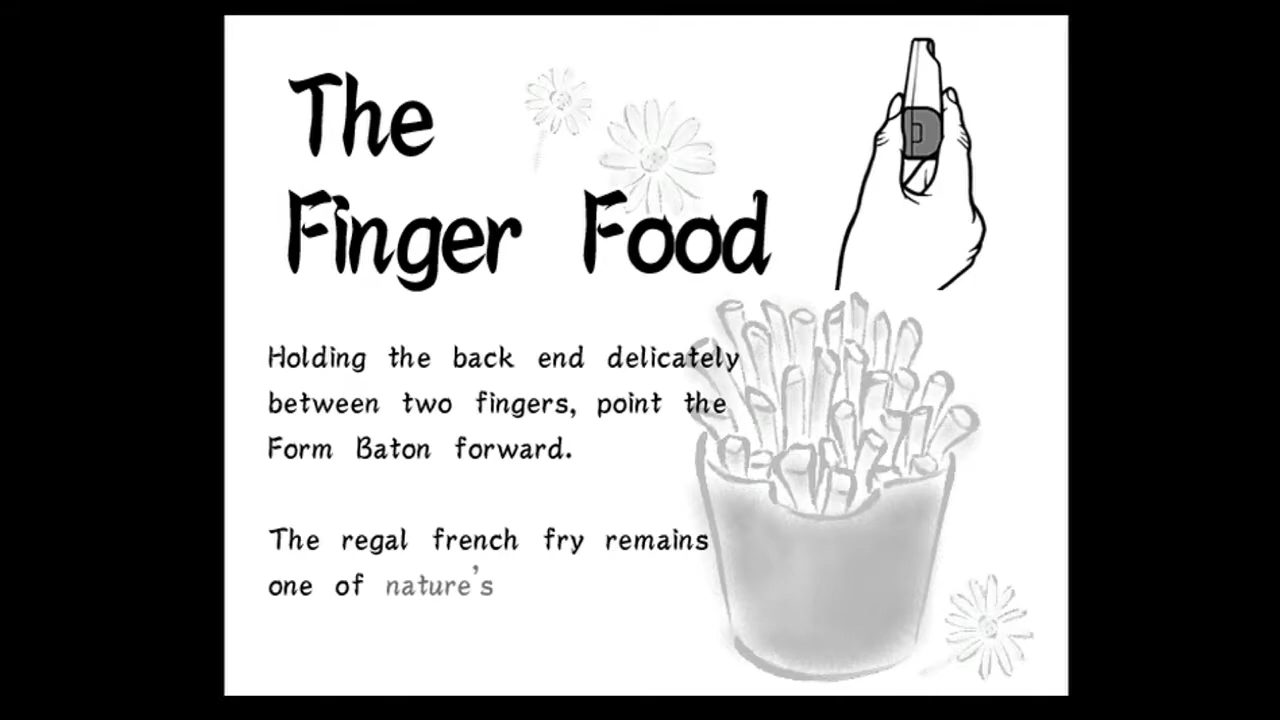 The
Finger Food
Holding the back end delicately
between two fingers, point the
Form Baton forward.
The regal french fry remains
one of nature's